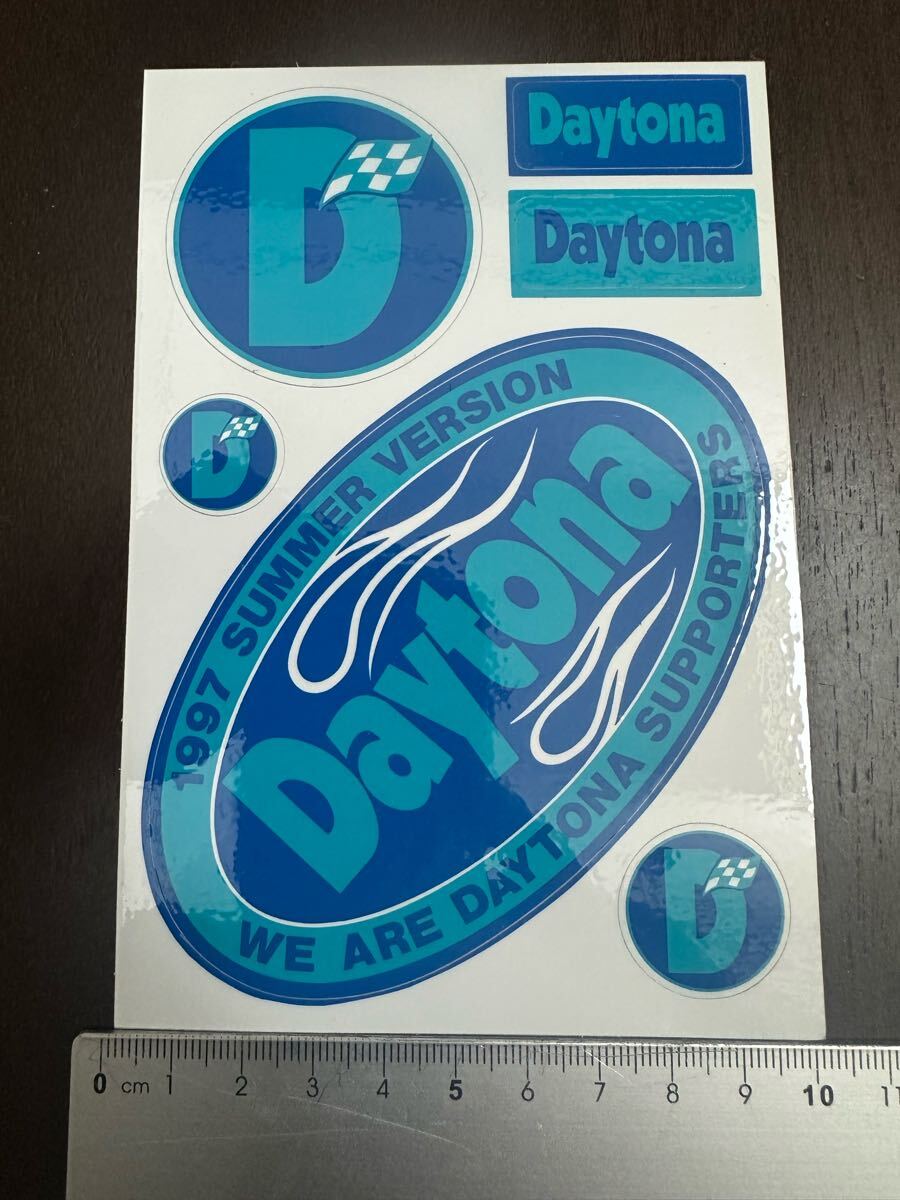 D
Daytona
Daytona
D
1997 SUMMER VERSION
Daytona
WE ARE DAYTONA SUPPORTERS
D
0 cm 1 2 3 4 5 6 7 8 9 10 11